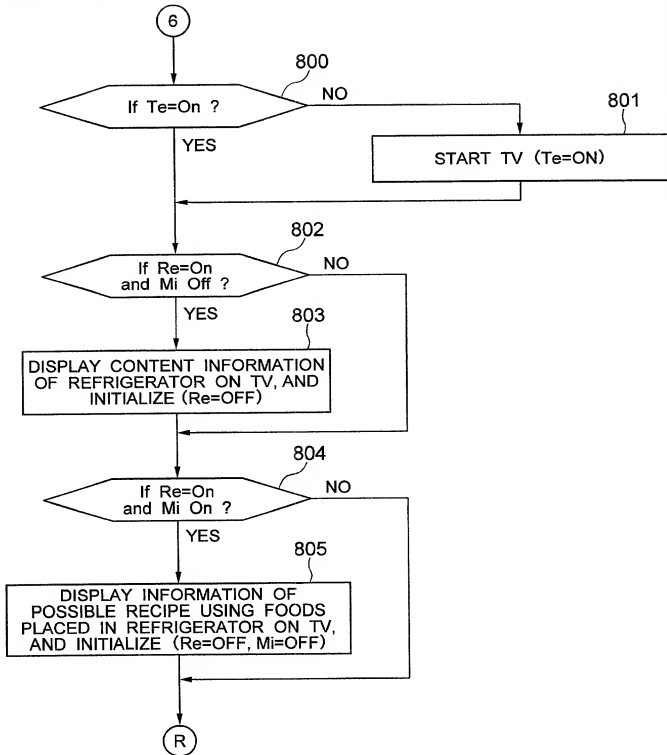 6
800
If Te=On ?
NO
YES
801
START TV (Te=ON)
802
If Re=On
and Mi Off ?
NO
YES
803
DISPLAY CONTENT INFORMATION
OF REFRIGERATOR ON TV, AND
INITIALIZE (Re=OFF)
804
If Re=On
and Mi On ?
NO
YES
805
DISPLAY INFORMATION OF
POSSIBLE RECIPE USING FOODS
PLACED IN REFRIGERATOR ON TV,
AND INITIALIZE (Re=OFF, Mi=OFF)
R